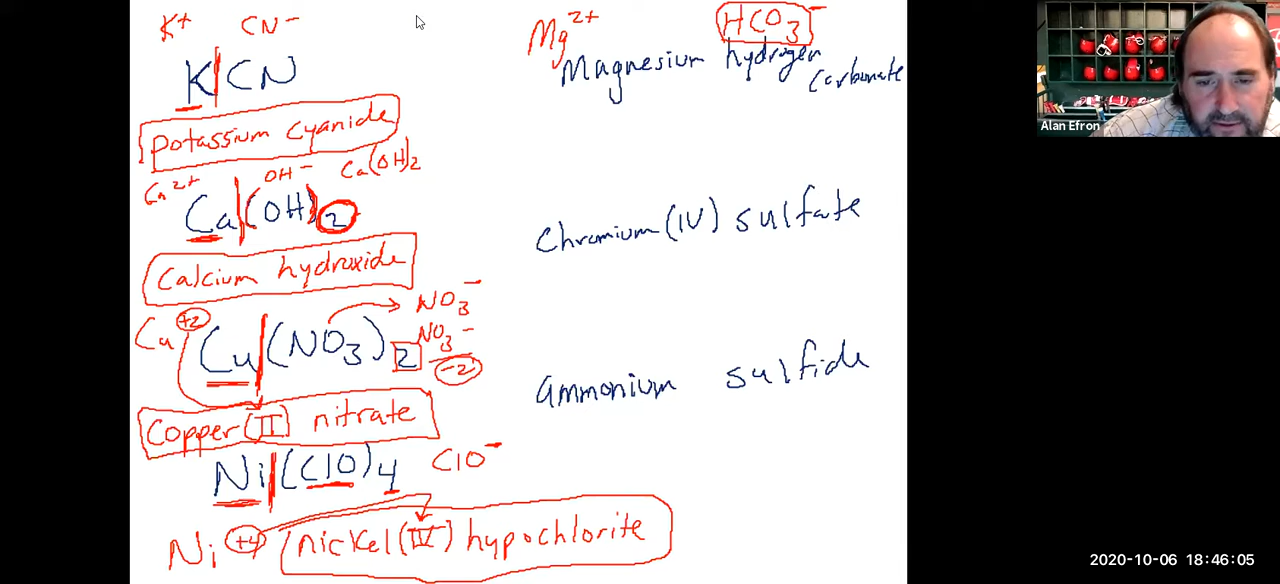 K+ CN-
K|CN
Potassium cyanide
Ca2+ OH- Ca(OH)2
Ca|(OH)2
Calcium hydroxide
NO3-
Cu +2 NO3-
Cu|(NO3)2 -2
Copper(II) nitrate
Ni|(ClO)4 ClO-
Ni +4 nickel(IV) hypochlorite
Mg2+ HCO3-
Magnesium hydrogen
carbonate
Chromium(IV) sulfate
ammonium sulfide
Alan Efron
2020-10-06 18:46:05